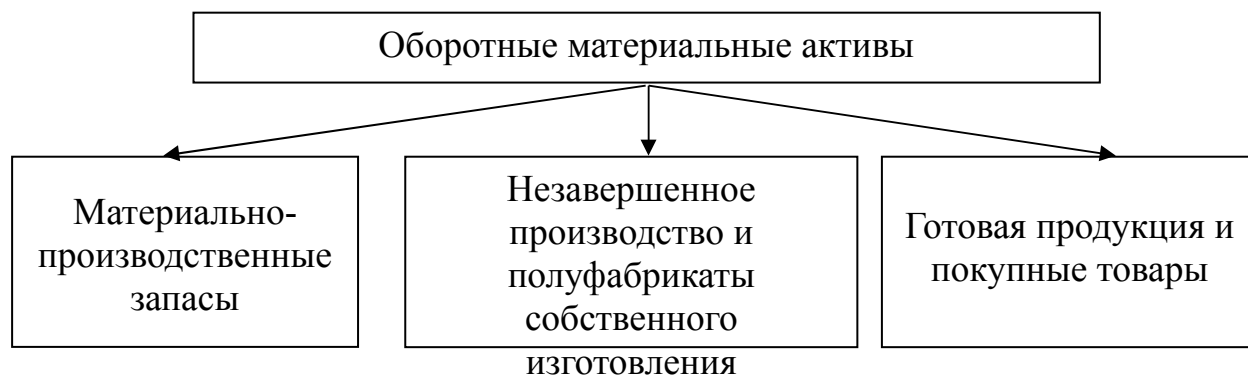 Оборотные материальные активы
Материально-
производственные
запасы
Незавершенное
производство и
полуфабрикаты
собственного
изготовления
Готовая продукция и
покупные товары